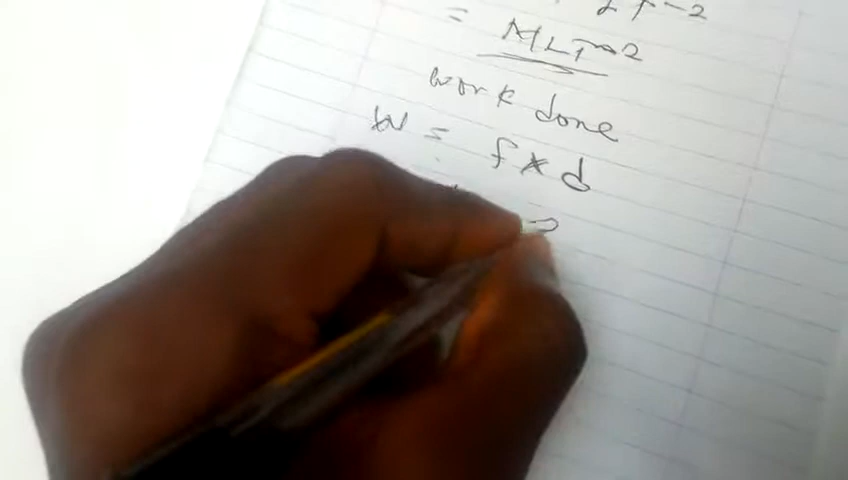 = MLT-2
work done
W = f x d